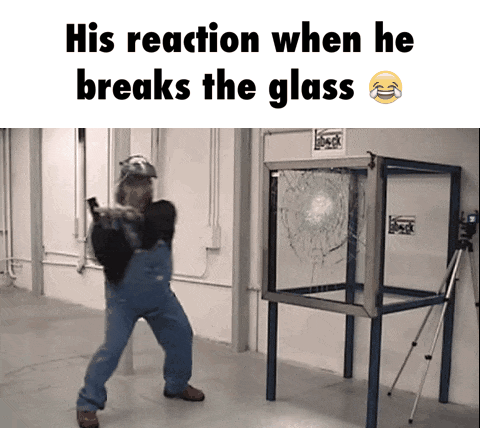 His reaction when he
breaks the glass 😂